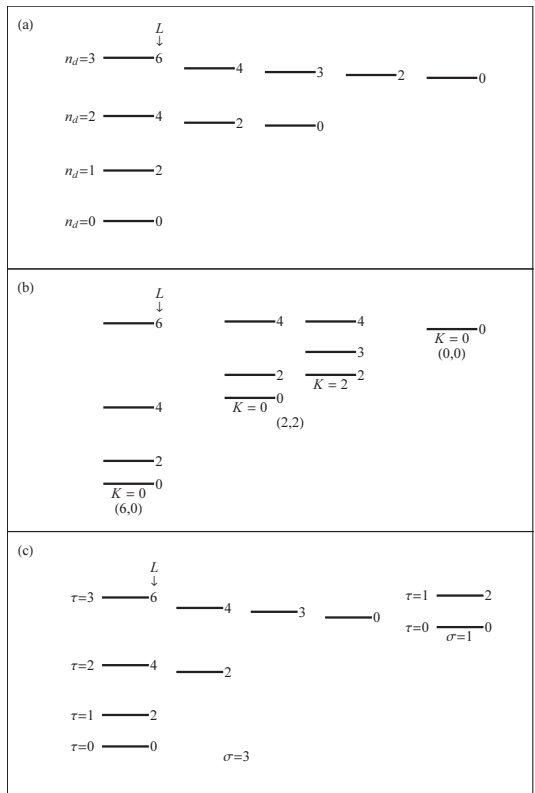 (a)
L
↓
n_d=3 6 4 3 2 0
n_d=2 4 2 0
n_d=1 2
n_d=0 0
(b)
L
↓
6 4 4 0
K = 0
(0,0)
3
2 2
K = 2
4 0
K = 0
(2,2)
2
0
K = 0
(6,0)
(c)
L
↓
τ=3 6 4 3 0 τ=1 2
τ=0 0
σ=1
τ=2 4 2
τ=1 2
τ=0 0
σ=3